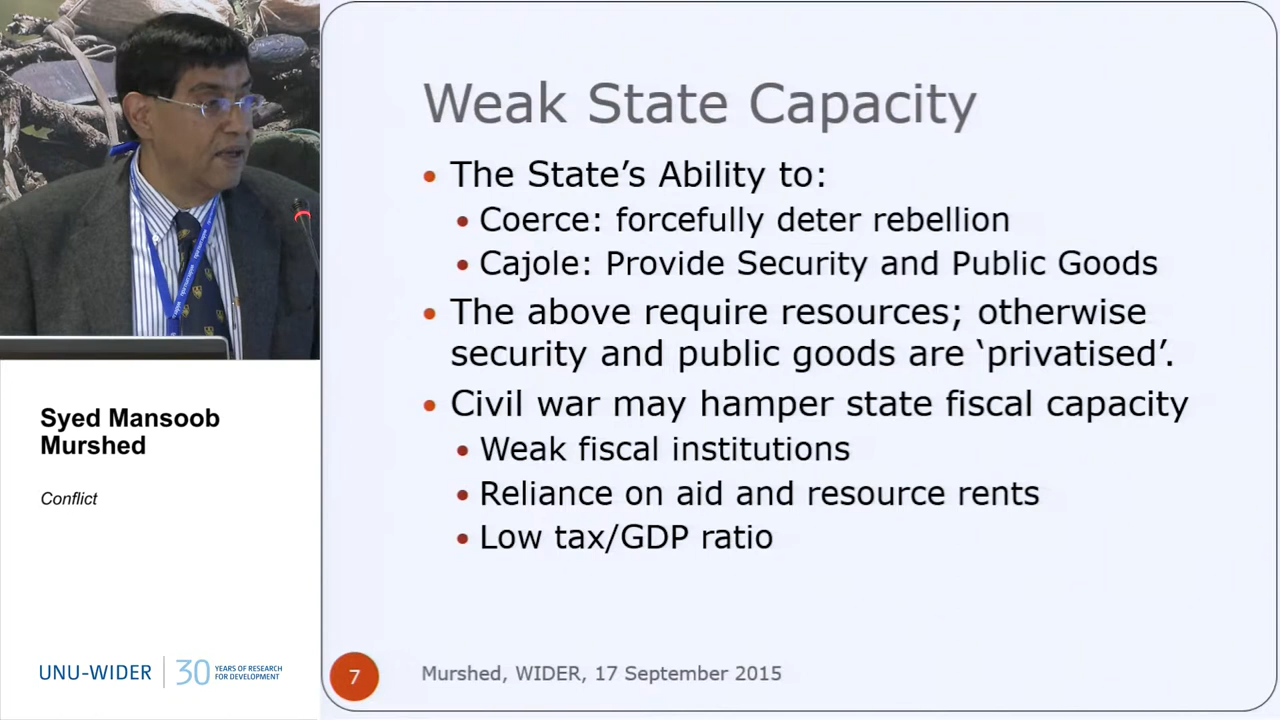 Weak State Capacity
• The State's Ability to:
• Coerce: forcefully deter rebellion
• Cajole: Provide Security and Public Goods
• The above require resources; otherwise
security and public goods are ‘privatised’.
• Civil war may hamper state fiscal capacity
• Weak fiscal institutions
• Reliance on aid and resource rents
• Low tax/GDP ratio
7
Murshed, WIDER, 17 September 2015
Syed Mansoob
Murshed
Conflict
UNU-WIDER
30
YEARS OF RESEARCH
FOR DEVELOPMENT